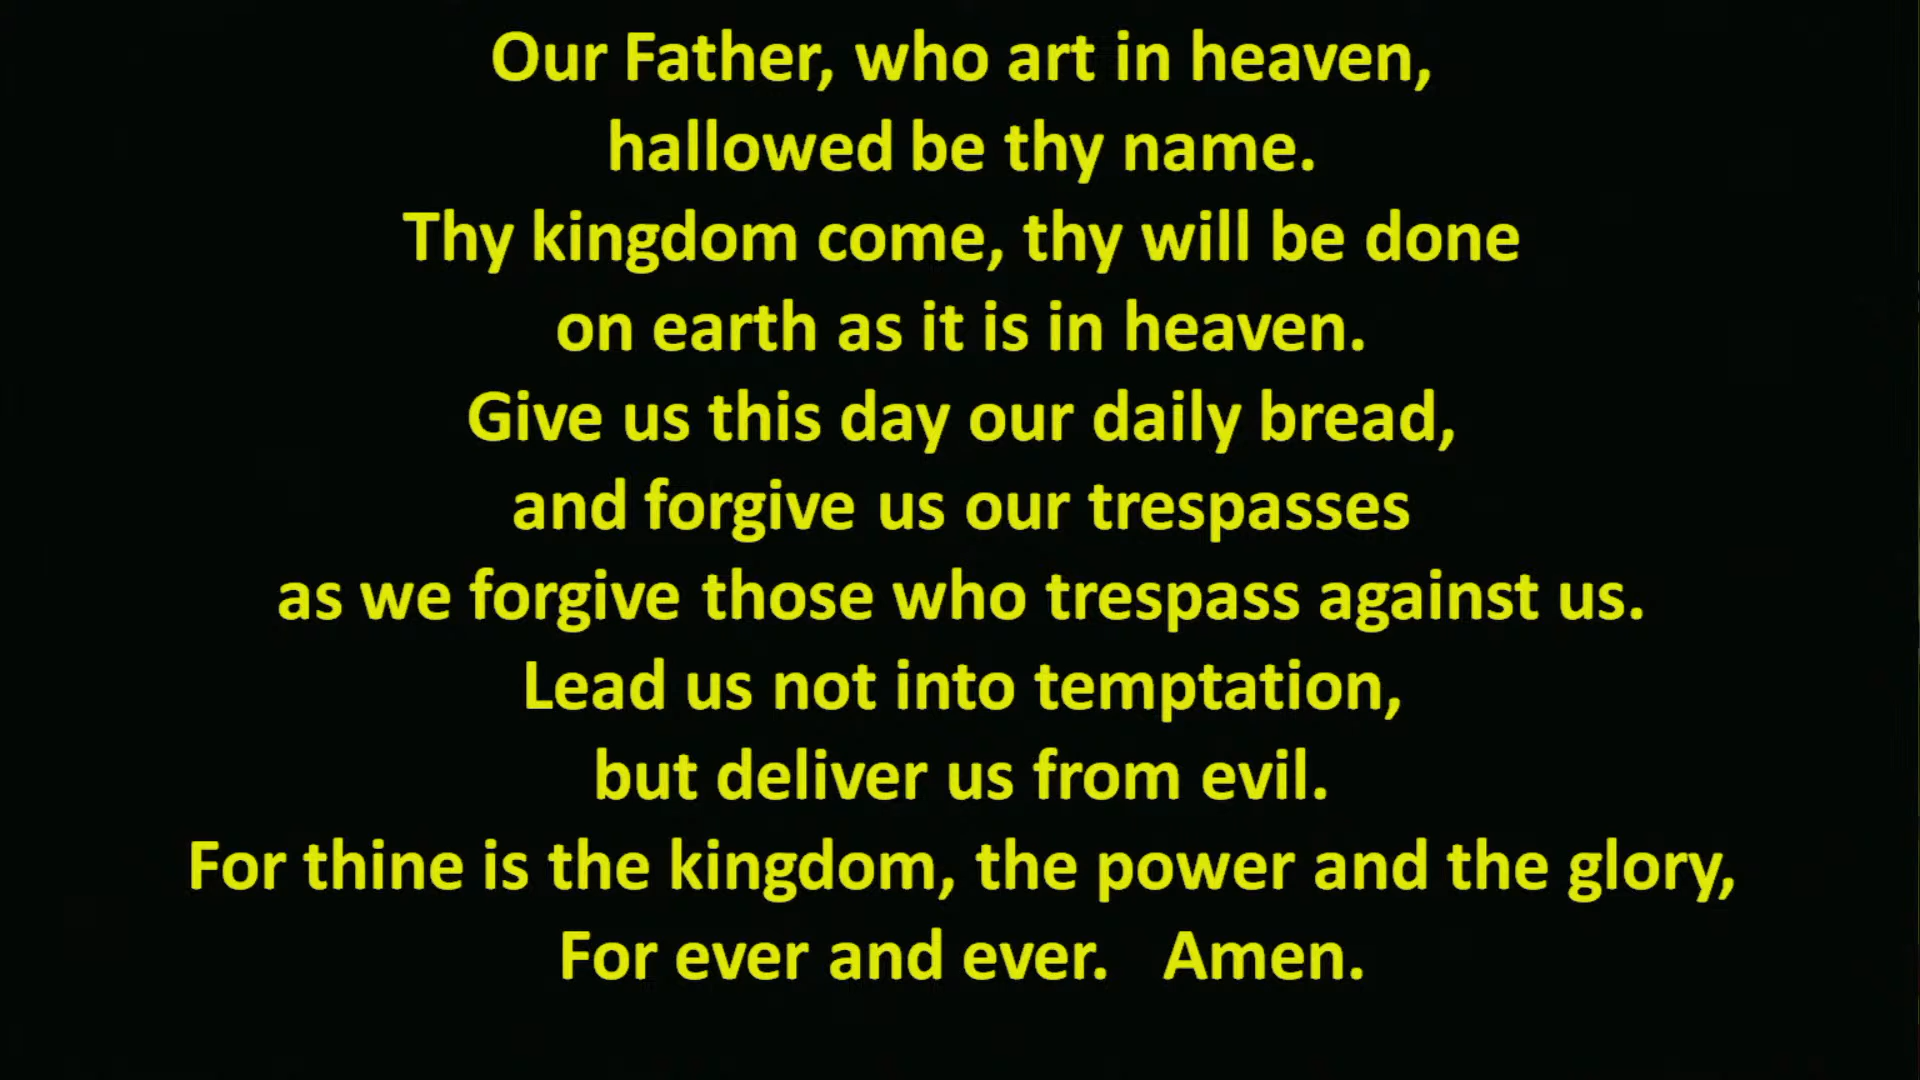 Our Father, who art in heaven,
hallowed be thy name.
Thy kingdom come, thy will be done
on earth as it is in heaven.
Give us this day our daily bread,
and forgive us our trespasses
as we forgive those who trespass against us.
Lead us not into temptation,
but deliver us from evil.
For thine is the kingdom, the power and the glory,
For ever and ever.   Amen.